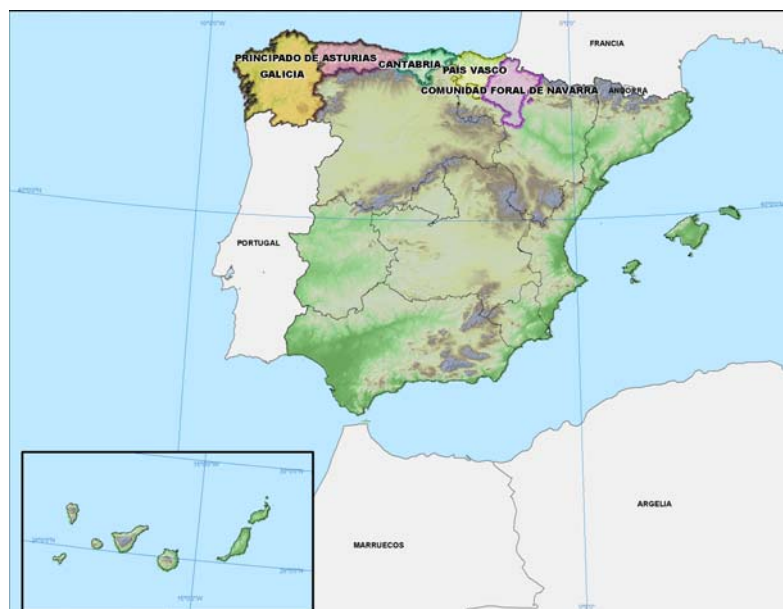 FRANCIA
PRINCIPADO DE ASTURIAS
CANTABRIA
GALICIA
PAIS VASCO
COMUNIDAD FORAL DE NAVARRA
ANDORRA
PORTUGAL
ARGELIA
MARRUECOS